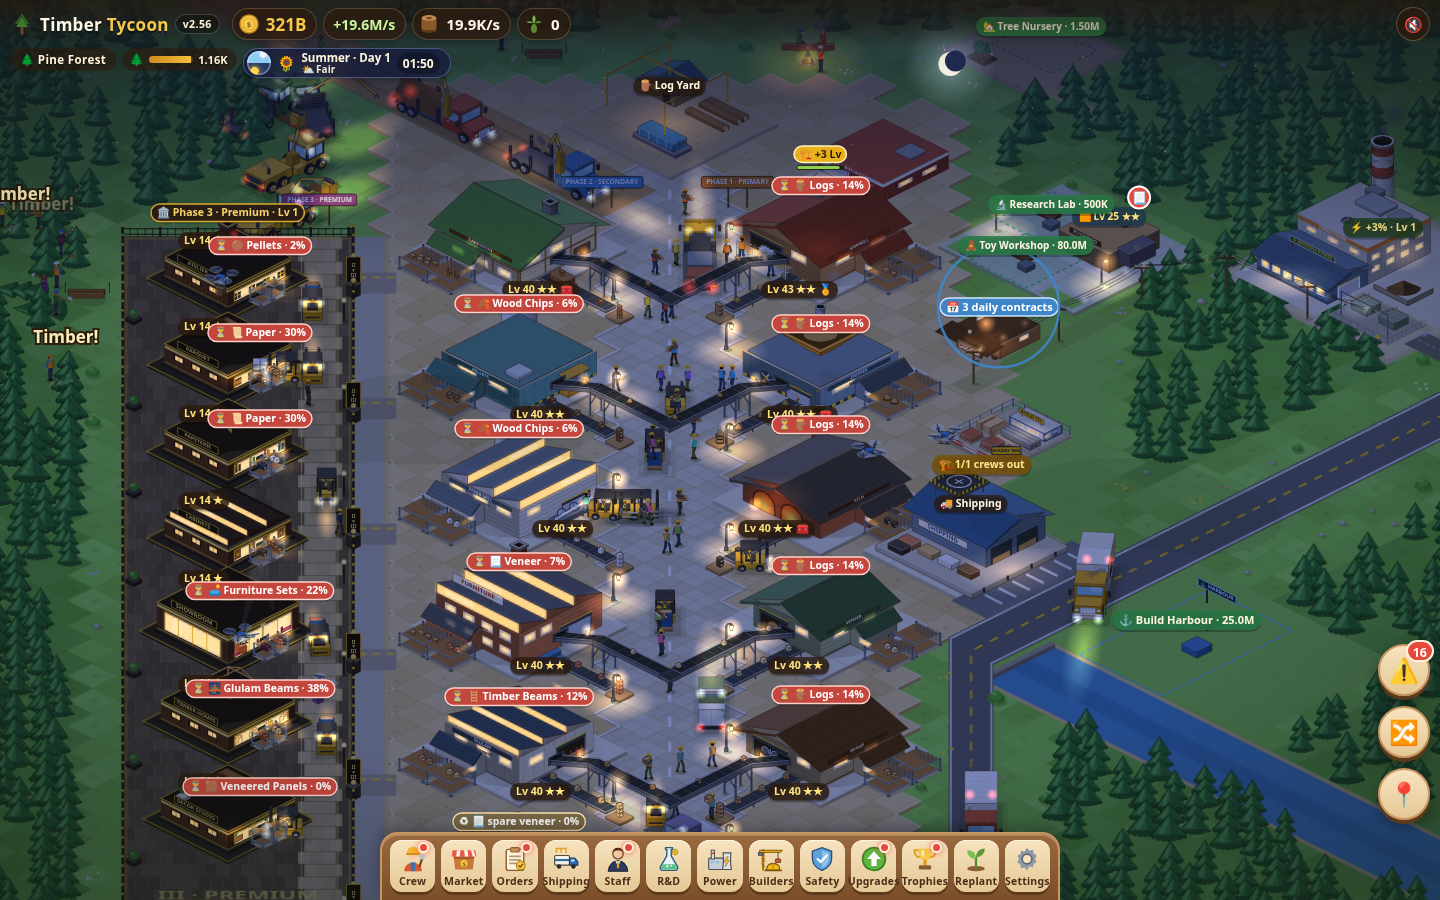 Timber Tycoon v2.56
321B
+19.6M/s
19.9K/s
0
Pine Forest
1.16K
Summer · Day 1
Fair
01:50
Tree Nursery · 1.50M
Log Yard
+3 Lv
Logs · 14%
PHASE 2 · SECONDARY
PHASE 1 · PRIMARY
PHASE 3 · PREMIUM
mber!
Timber!
Timber!
Phase 3 · Premium · Lv 1
Research Lab · 500K
Lv 25 ★★
Toy Workshop · 80.0M
+3% · Lv 1
3 daily contracts
Lv 14
Pellets · 2%
Lv 14
Paper · 30%
Lv 14
Paper · 30%
Lv 14 ★
Lv 14 ★
Furniture Sets · 22%
Glulam Beams · 38%
Veneered Panels · 0%
Lv 40 ★★
Wood Chips · 6%
Lv 43 ★★
Logs · 14%
Lv 40 ★★
Wood Chips · 6%
Lv 40 ★★
Logs · 14%
Lv 40 ★★
Lv 40 ★★
Veneer · 7%
Logs · 14%
FURNITURE
Lv 40 ★★
Lv 40 ★★
Timber Beams · 12%
Logs · 14%
Lv 40 ★★
Lv 40 ★★
spare veneer · 0%
1/1 crews out
Shipping
SHIPPING
HARBOUR
Build Harbour · 25.0M
16
III - PREMIUM
Crew
Market
Orders
Shipping
Staff
R&D
Power
Builders
Safety
Upgrades
Trophies
Replant
Settings